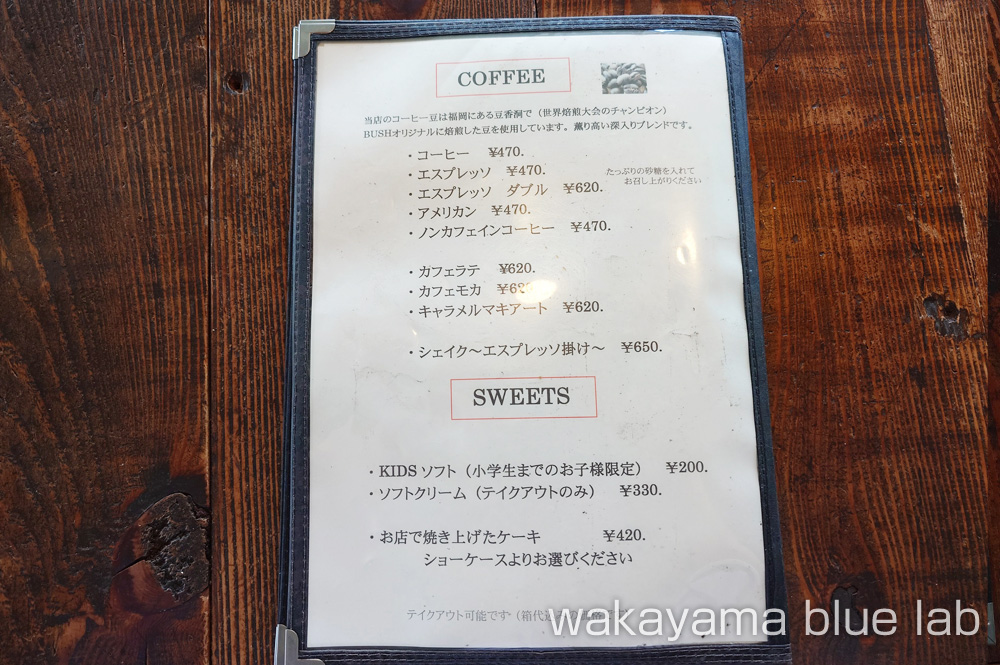 COFFEE
当店のコーヒー豆は福岡にある豆香洞で（世界焙煎大会のチャンピオン）
BUSHオリジナルに焙煎した豆を使用しています。薫り高い深入りブレンドです。
・コーヒー　¥470.
・エスプレッソ　¥470.
たっぷりの砂糖を入れて
お召し上がりください
・エスプレッソ　ダブル　¥620.
・アメリカン　¥470.
・ノンカフェインコーヒー　¥470.
・カフェラテ　¥620.
・カフェモカ
・キャラメルマキアート　¥620.
・シェイク～エスプレッソ掛け～　¥650.
SWEETS
・KIDS ソフト（小学生までのお子様限定）　¥200.
・ソフトクリーム（テイクアウトのみ）　¥330.
・お店で焼き上げたケーキ　¥420.
ショーケースよりお選びください
テイクアウト可能です（箱代
wakayama blue lab